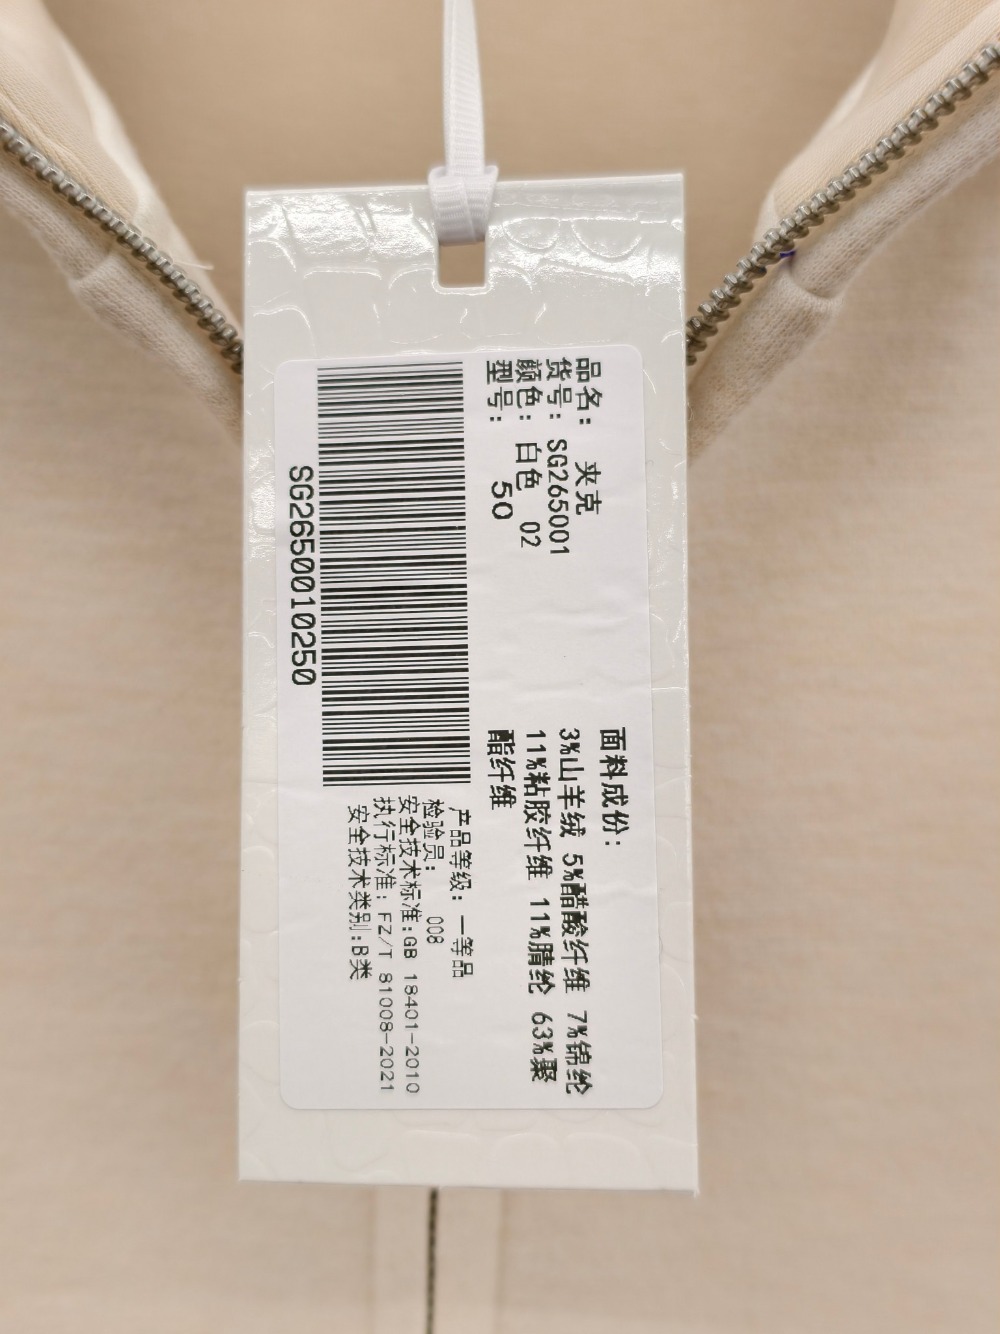 品名: 夹克
货号: SG265001
颜色: 白色 02
型号: 50
SG2650010250
面料成份:
3%山羊绒 5%醋酸纤维 7%锦纶
11%粘胶纤维 11%腈纶 63%聚
酯纤维
产品等级: 一等品
检验员: 008
安全技术标准:GB 18401-2010
执行标准: FZ/T 81008-2021
安全技术类别:B类